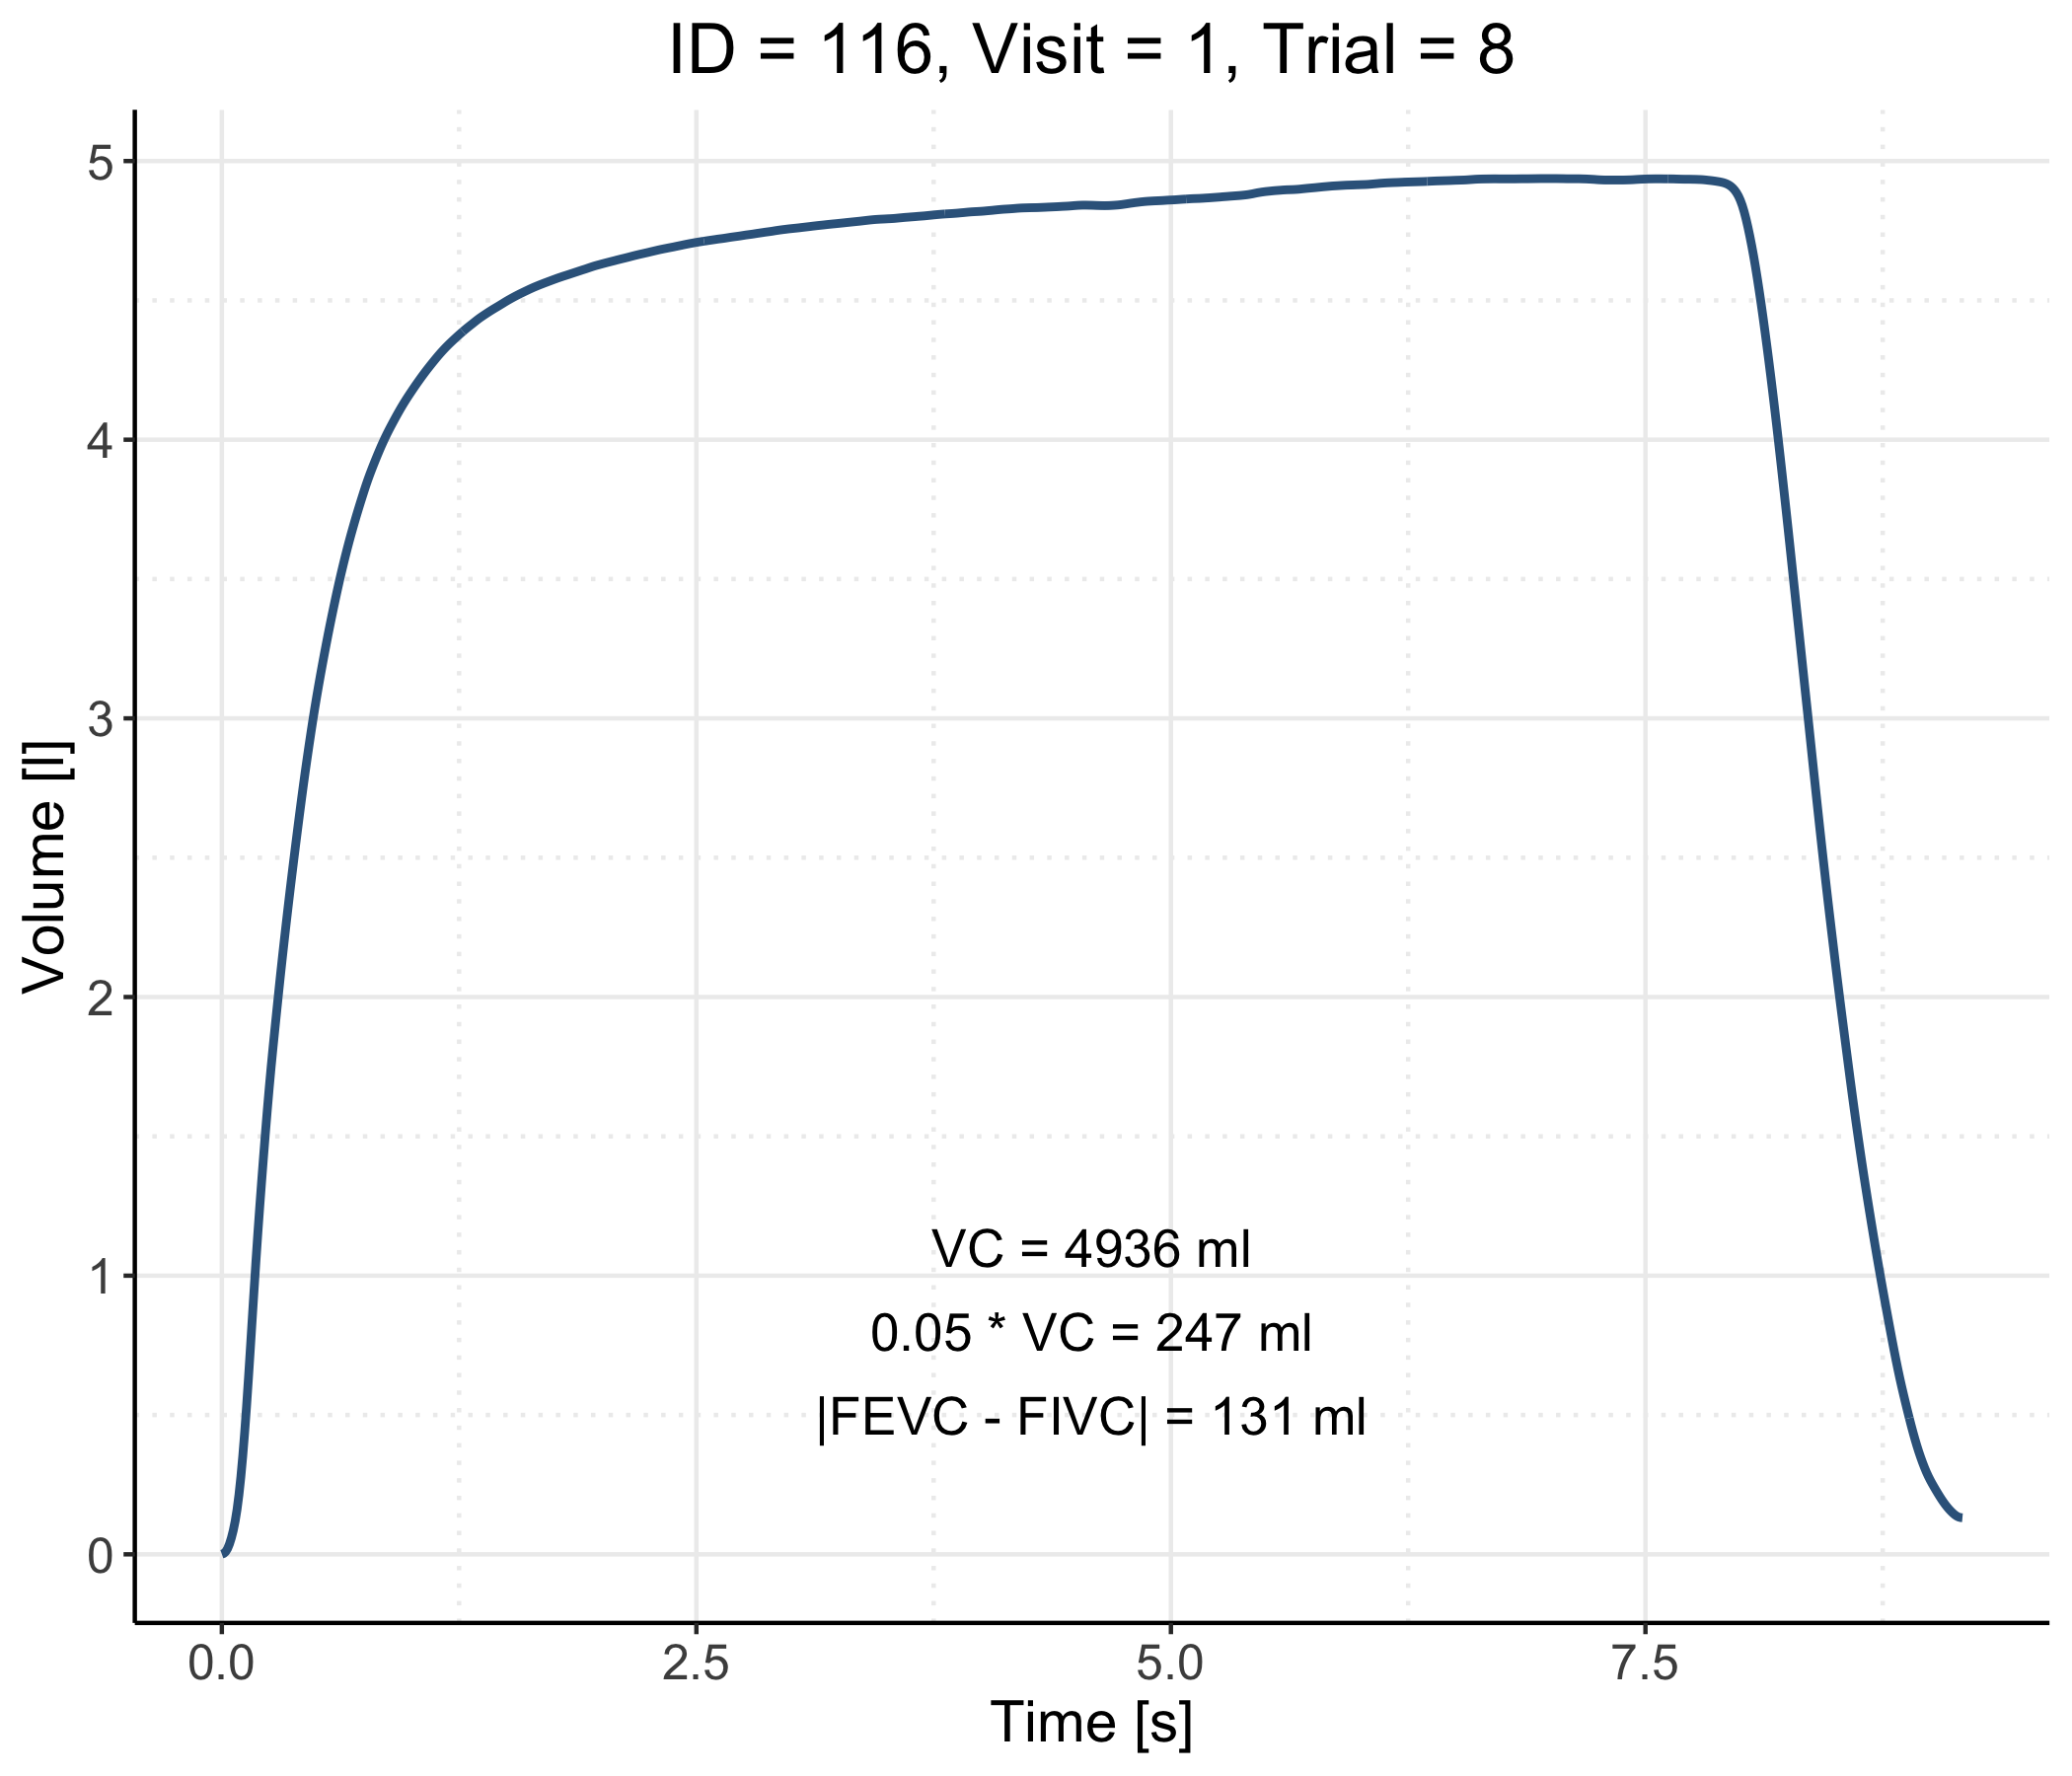 ID = 116, Visit = 1, Trial = 8
5
4
3
2
1
0
Volume [l]
VC = 4936 ml
0.05 * VC = 247 ml
|FEVC - FIVC| = 131 ml
0.0 2.5 5.0 7.5
Time [s]